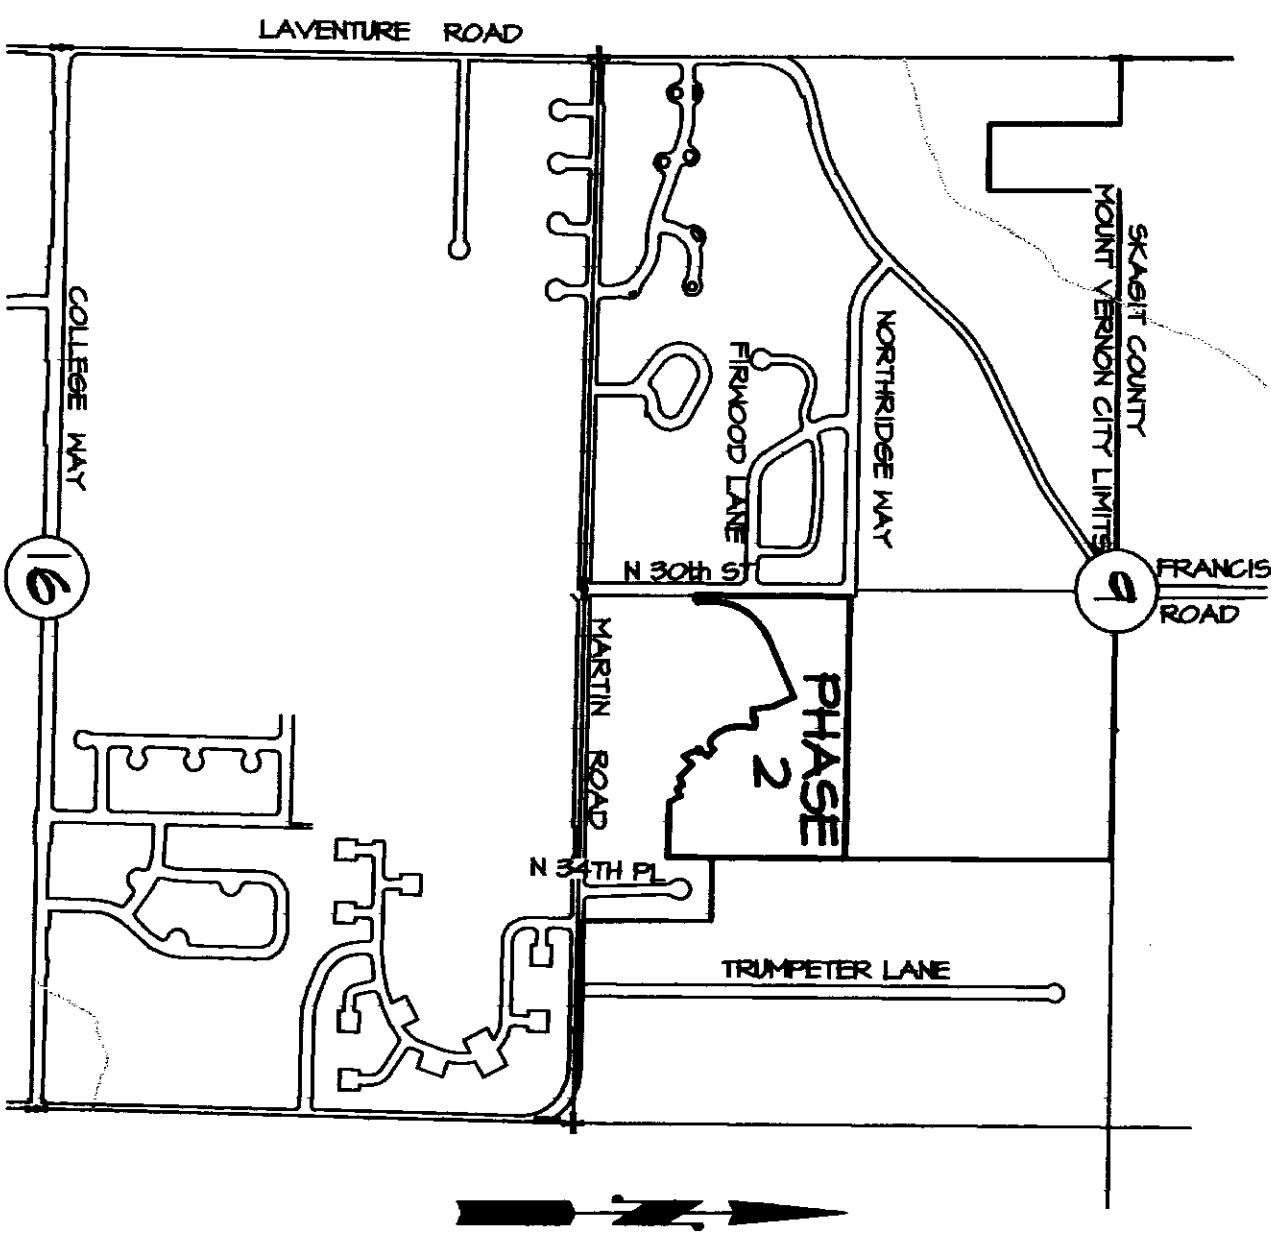 LAVENTURE ROAD
SKAGIT COUNTY
MOUNT VERNON CITY LIMITS
COLLEGE WAY
NORTHRIDGE WAY
FIRWOOD LANE
N 30th ST
FRANCIS
ROAD
9
16
MARTIN ROAD
PHASE
2
N 34TH PL
TRUMPETER LANE
N